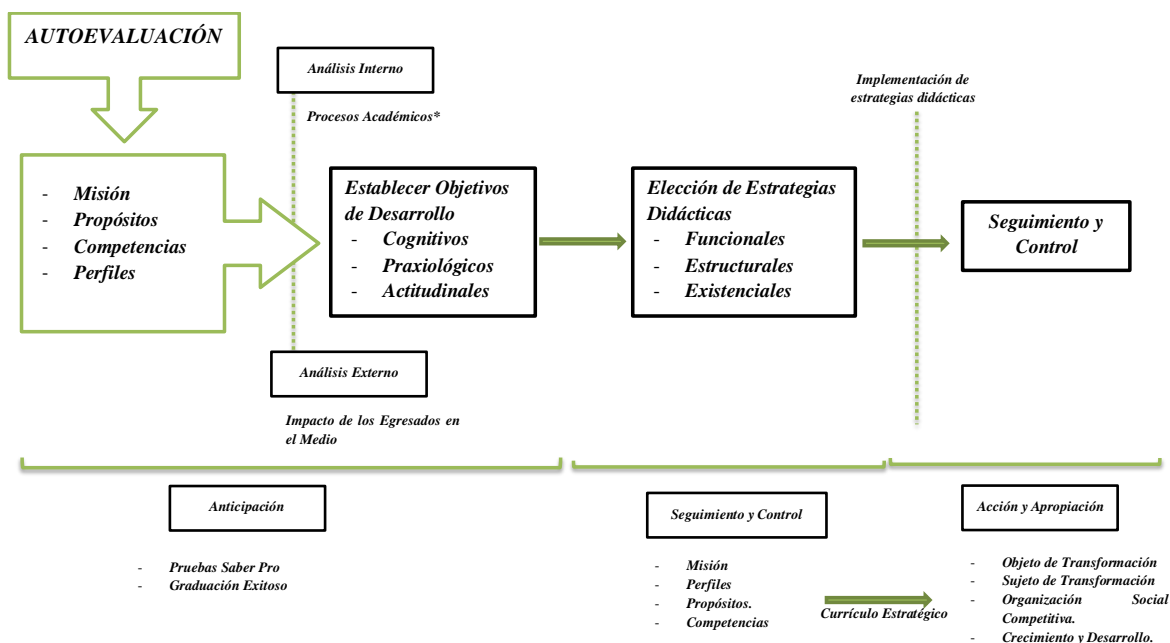 AUTOEVALUACIÓN
Análisis Interno
Procesos Académicos*
Implementación de
estrategias didácticas
- Misión
- Propósitos
- Competencias
- Perfiles
Establecer Objetivos
de Desarrollo
- Cognitivos
- Praxiológicos
- Actitudinales
Elección de Estrategias
Didácticas
- Funcionales
- Estructurales
- Existenciales
Seguimiento y
Control
Análisis Externo
Impacto de los Egresados en
el Medio
Anticipación
- Pruebas Saber Pro
- Graduación Exitoso
Seguimiento y Control
- Misión
- Perfiles
- Propósitos.
- Competencias
Currículo Estratégico
Acción y Apropiación
- Objeto de Transformación
- Sujeto de Transformación
- Organización Social
Competitiva.
- Crecimiento y Desarrollo.